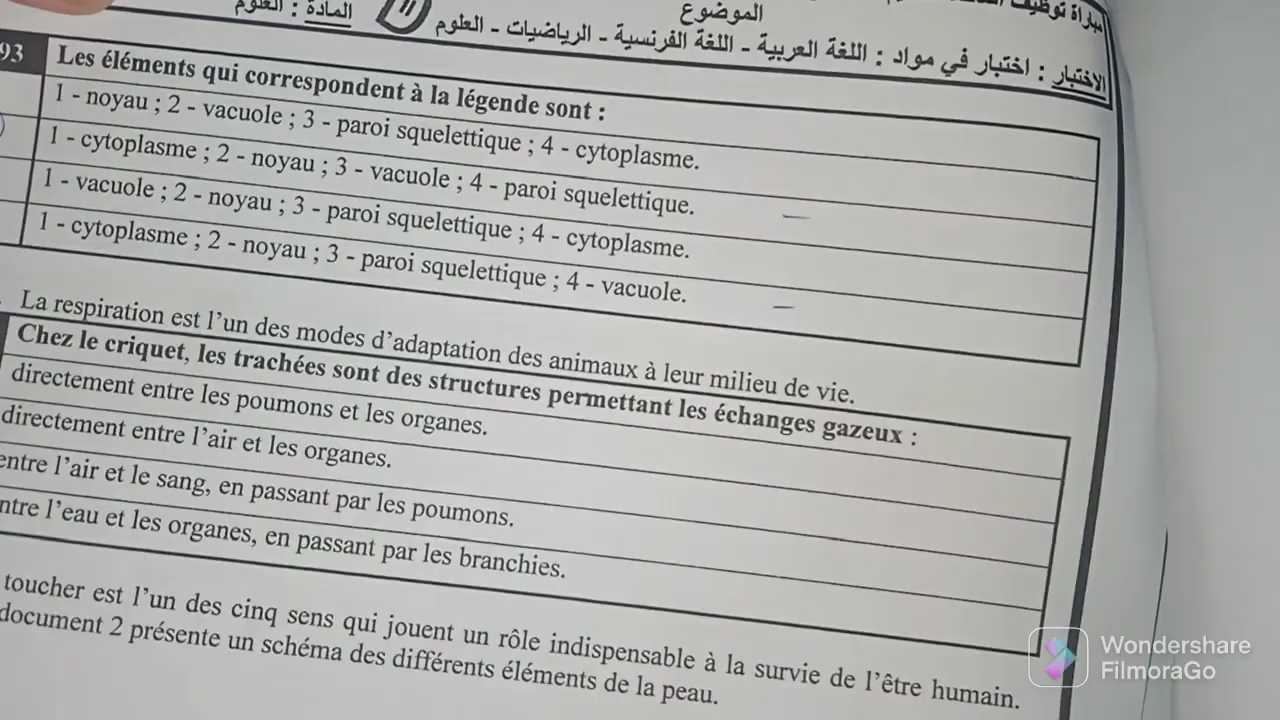 مباراة توظيف
الموضوع
المادة : العلوم
11
الاختبار : اختبار في مواد : اللغة العربية - اللغة الفرنسية - الرياضيات - العلوم
93
Les éléments qui correspondent à la légende sont :
1 - noyau ; 2 - vacuole ; 3 - paroi squelettique ; 4 - cytoplasme.
1 - cytoplasme ; 2 - noyau ; 3 - vacuole ; 4 - paroi squelettique.
1 - vacuole ; 2 - noyau ; 3 - paroi squelettique ; 4 - cytoplasme.
1 - cytoplasme ; 2 - noyau ; 3 - paroi squelettique ; 4 - vacuole.
La respiration est l'un des modes d'adaptation des animaux à leur milieu de vie.
Chez le criquet, les trachées sont des structures permettant les échanges gazeux :
directement entre les poumons et les organes.
directement entre l'air et les organes.
entre l'air et le sang, en passant par les poumons.
ntre l'eau et les organes, en passant par les branchies.
toucher est l'un des cinq sens qui jouent un rôle indispensable à la survie de l'être humain.
document 2 présente un schéma des différents éléments de la peau.
Wondershare
FilmoraGo